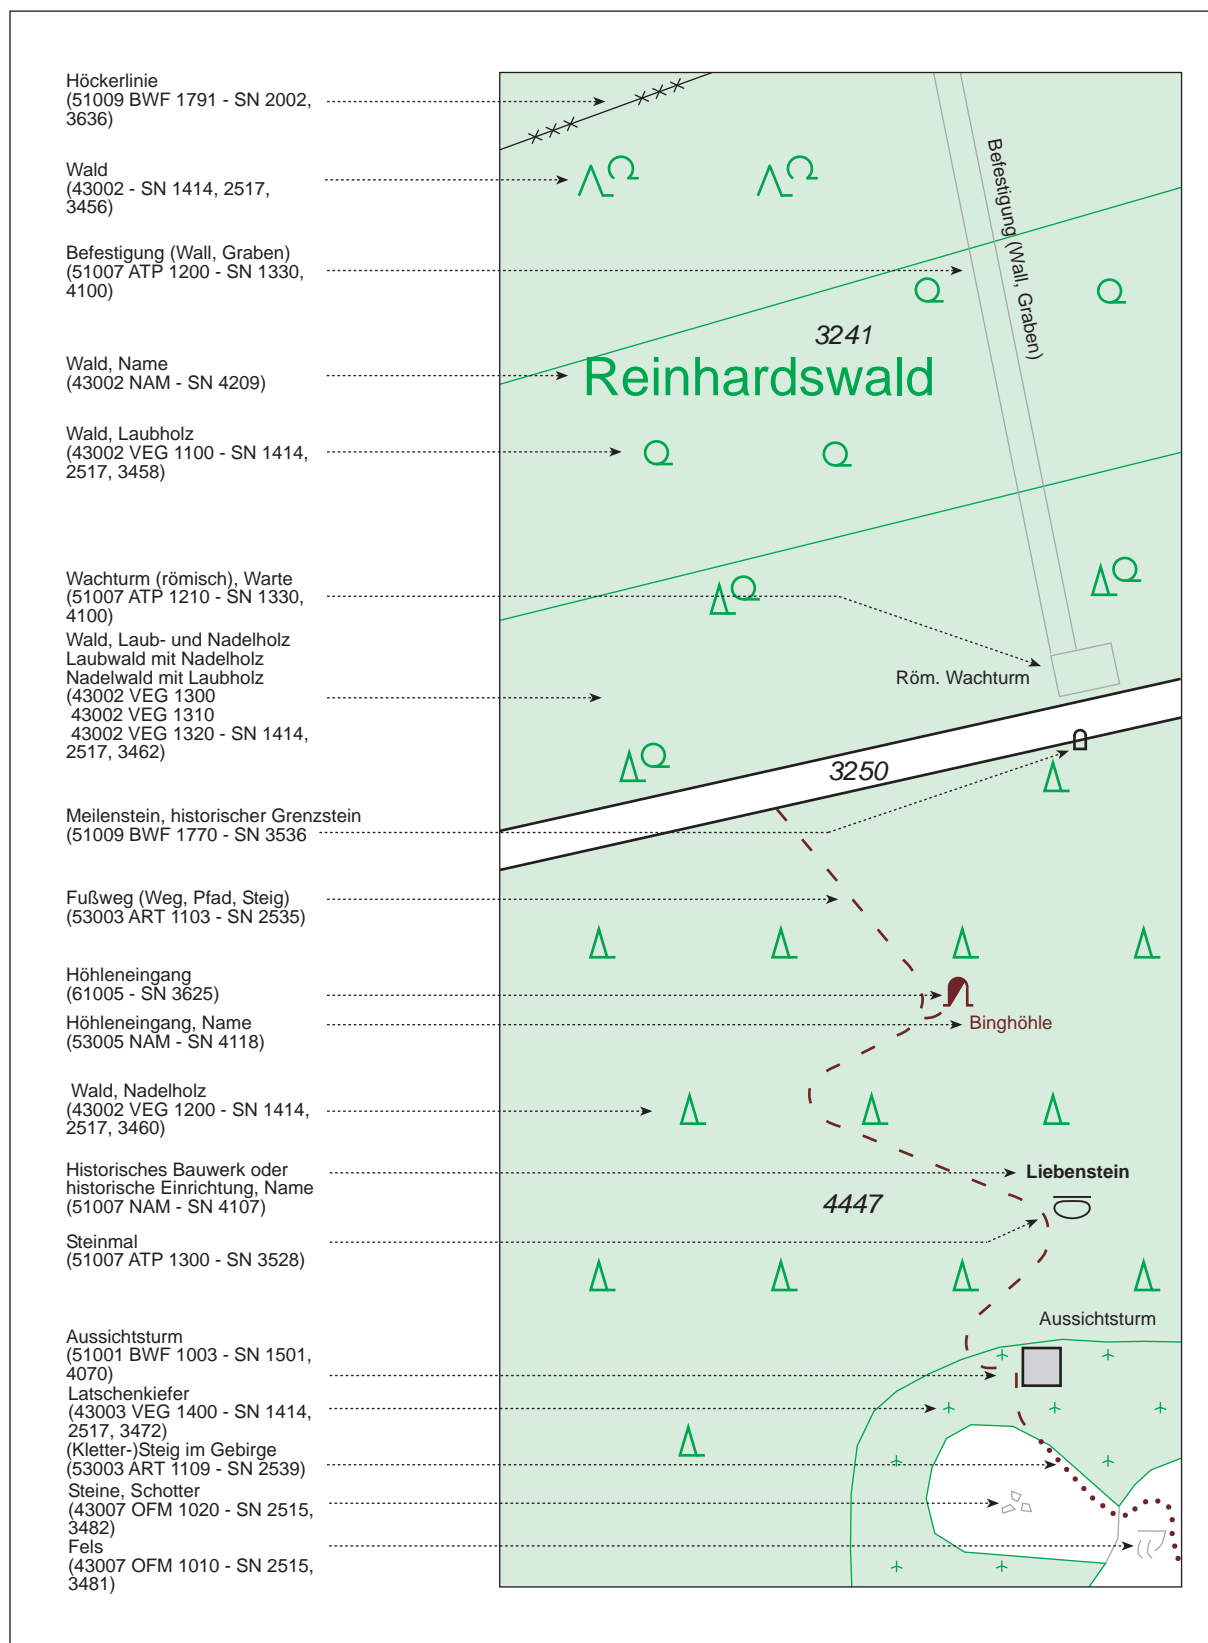 Höckerlinie
(51009 BWF 1791 - SN 2002,
3636)
Wald
(43002 - SN 1414, 2517,
3456)
Befestigung (Wall, Graben)
(51007 ATP 1200 - SN 1330,
4100)
Wald, Name
(43002 NAM - SN 4209)
Wald, Laubholz
(43002 VEG 1100 - SN 1414,
2517, 3458)
Wachturm (römisch), Warte
(51007 ATP 1210 - SN 1330,
4100)
Wald, Laub- und Nadelholz
Laubwald mit Nadelholz
Nadelwald mit Laubholz
(43002 VEG 1300
43002 VEG 1310
43002 VEG 1320 - SN 1414,
2517, 3462)
Meilenstein, historischer Grenzstein
(51009 BWF 1770 - SN 3536
Fußweg (Weg, Pfad, Steig)
(53003 ART 1103 - SN 2535)
Höhleneingang
(61005 - SN 3625)
Höhleneingang, Name
(53005 NAM - SN 4118)
Wald, Nadelholz
(43002 VEG 1200 - SN 1414,
2517, 3460)
Historisches Bauwerk oder
historische Einrichtung, Name
(51007 NAM - SN 4107)
Steinmal
(51007 ATP 1300 - SN 3528)
Aussichtsturm
(51001 BWF 1003 - SN 1501,
4070)
Latschenkiefer
(43003 VEG 1400 - SN 1414,
2517, 3472)
(Kletter-)Steig im Gebirge
(53003 ART 1109 - SN 2539)
Steine, Schotter
(43007 OFM 1020 - SN 2515,
3482)
Fels
(43007 OFM 1010 - SN 2515,
3481)
Befestigung (Wall, Graben)
3241
Reinhardswald
Röm. Wachturm
3250
Binghöhle
Liebenstein
4447
Aussichtsturm